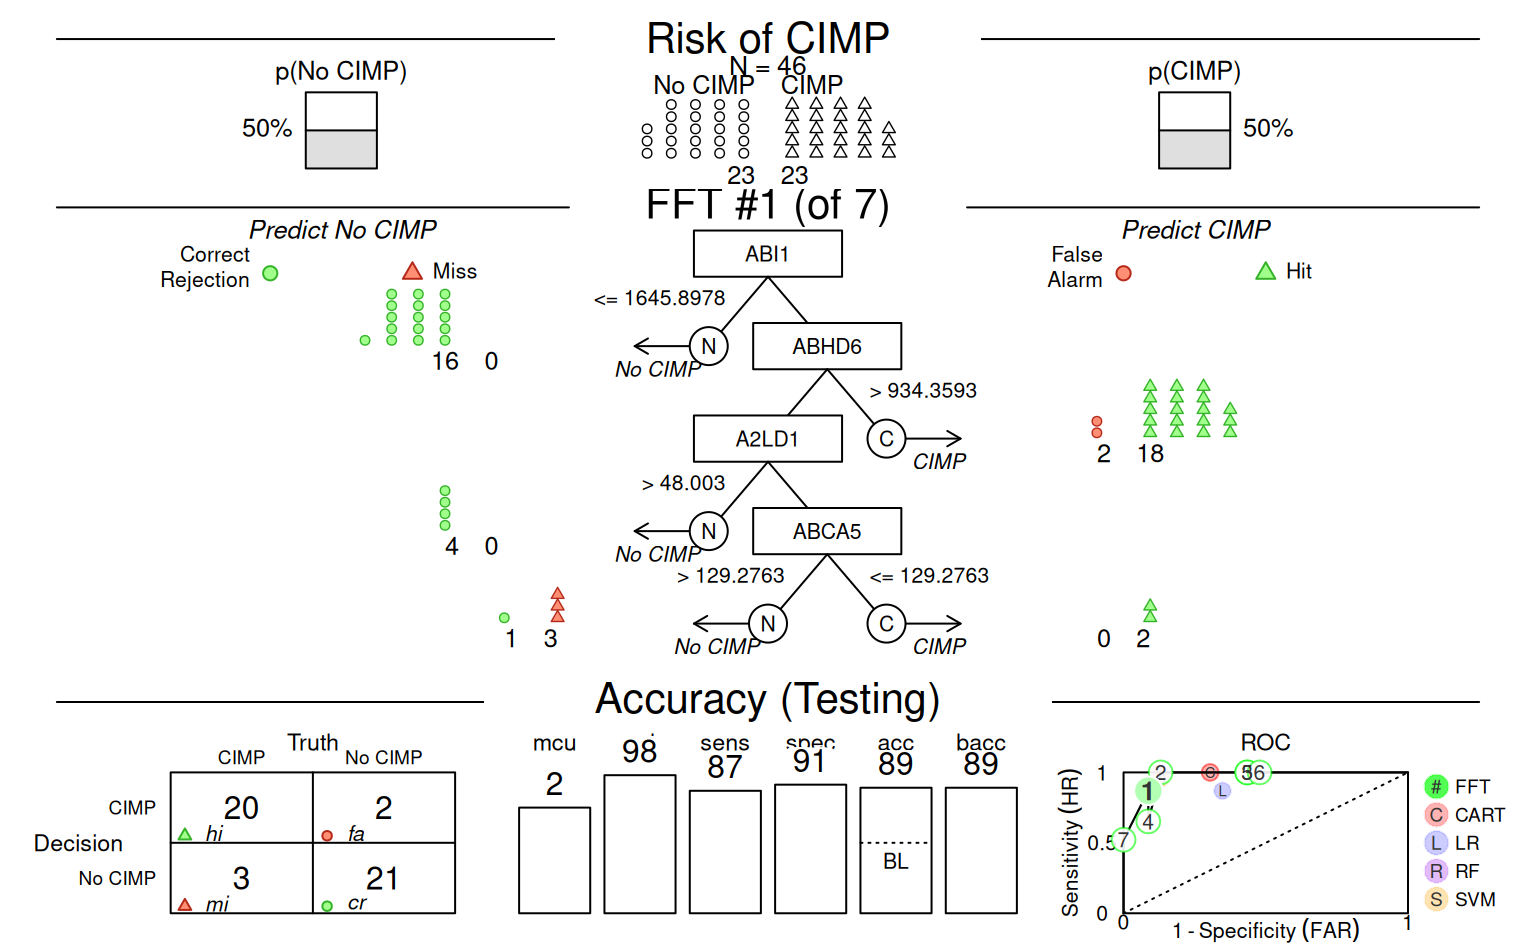 Risk of CIMP
N = 46
No CIMP CIMP
p(No CIMP)
50%
p(CIMP)
50%
23 23
FFT #1 (of 7)
Predict No CIMP
Correct
Rejection
Miss
Predict CIMP
False
Alarm
Hit
ABI1
<= 1645.8978
N
No CIMP
16 0
ABHD6
> 934.3593
C
CIMP
2 18
A2LD1
> 48.003
N
No CIMP
4 0
ABCA5
> 129.2763
<= 129.2763
N
No CIMP
C
CIMP
1 3
0 2
Accuracy (Testing)
Truth
CIMP No CIMP
Decision
CIMP
20
hi
2
fa
No CIMP
3
mi
21
cr
mcu
2
98
sens
87
spec
91
acc
89
BL
bacc
89
ROC
Sensitivity (HR)
1
0.5
0
0
1
1 - Specificity (FAR)
1
2
4
7
6
C
L
# FFT
C CART
L LR
R RF
S SVM